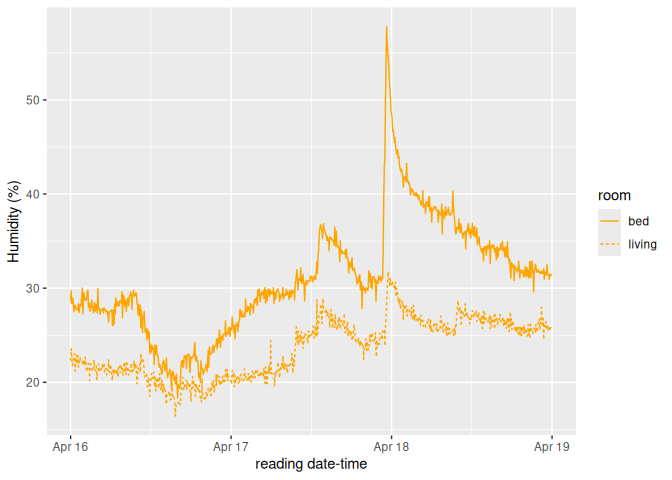 Humidity (%)
50
40
30
20
Apr 16 Apr 17 Apr 18 Apr 19
reading date-time
room
bed
living